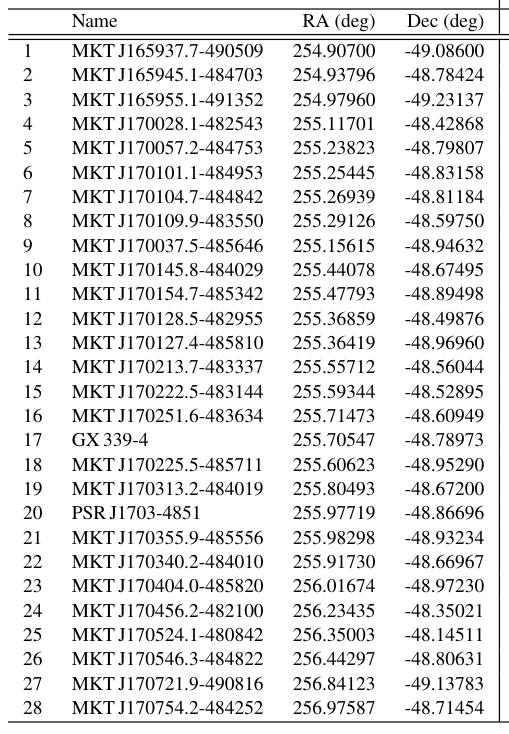 Name RA (deg) Dec (deg)
1 MKT J165937.7-490509 254.90700 -49.08600
2 MKT J165945.1-484703 254.93796 -48.78424
3 MKT J165955.1-491352 254.97960 -49.23137
4 MKT J170028.1-482543 255.11701 -48.42868
5 MKT J170057.2-484753 255.23823 -48.79807
6 MKT J170101.1-484953 255.25445 -48.83158
7 MKT J170104.7-484842 255.26939 -48.81184
8 MKT J170109.9-483550 255.29126 -48.59750
9 MKT J170037.5-485646 255.15615 -48.94632
10 MKT J170145.8-484029 255.44078 -48.67495
11 MKT J170154.7-485342 255.47793 -48.89498
12 MKT J170128.5-482955 255.36859 -48.49876
13 MKT J170127.4-485810 255.36419 -48.96960
14 MKT J170213.7-483337 255.55712 -48.56044
15 MKT J170222.5-483144 255.59344 -48.52895
16 MKT J170251.6-483634 255.71473 -48.60949
17 GX 339-4 255.70547 -48.78973
18 MKT J170225.5-485711 255.60623 -48.95290
19 MKT J170313.2-484019 255.80493 -48.67200
20 PSR J1703-4851 255.97719 -48.86696
21 MKT J170355.9-485556 255.98298 -48.93234
22 MKT J170340.2-484010 255.91730 -48.66967
23 MKT J170404.0-485820 256.01674 -48.97230
24 MKT J170456.2-482100 256.23435 -48.35021
25 MKT J170524.1-480842 256.35003 -48.14511
26 MKT J170546.3-484822 256.44297 -48.80631
27 MKT J170721.9-490816 256.84123 -49.13783
28 MKT J170754.2-484252 256.97587 -48.71454